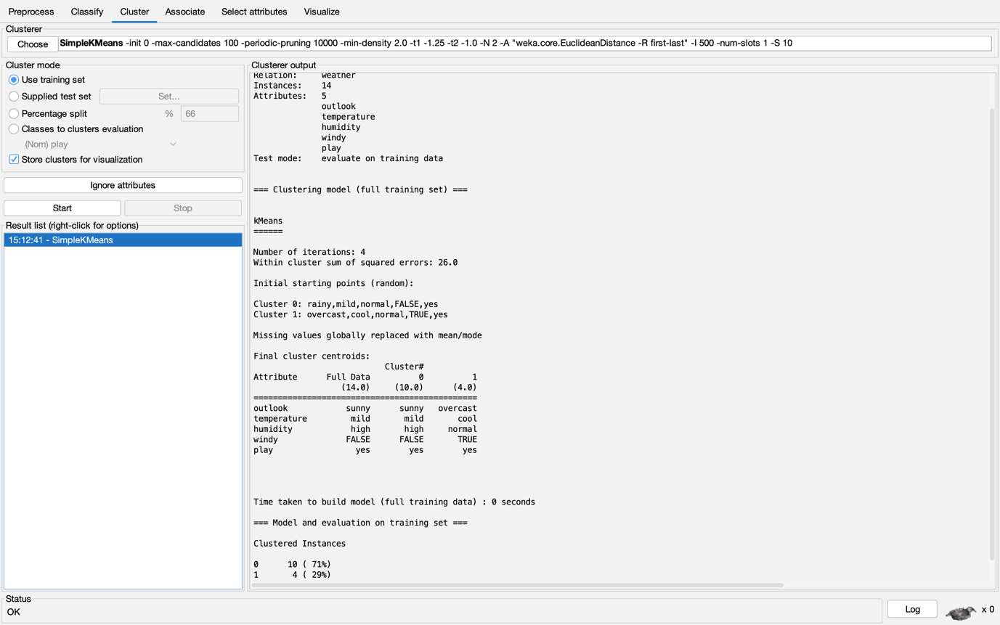 Preprocess Classify Cluster Associate Select attributes Visualize
Clusterer
Choose SimpleKMeans -init 0 -max-candidates 100 -periodic-pruning 10000 -min-density 2.0 -t1 -1.25 -t2 -1.0 -N 2 -A "weka.core.EuclideanDistance -R first-last" -I 500 -num-slots 1 -S 10
Cluster mode
Use training set
Supplied test set Set...
Percentage split % 66
Classes to clusters evaluation
(Nom) play
Store clusters for visualization
Ignore attributes
Start Stop
Result list (right-click for options)
15:12:41 - SimpleKMeans
Clusterer output
Relation: weather
Instances: 14
Attributes: 5
outlook
temperature
humidity
windy
play
Test mode: evaluate on training data
=== Clustering model (full training set) ===
kMeans
======
Number of iterations: 4
Within cluster sum of squared errors: 26.0
Initial starting points (random):
Cluster 0: rainy,mild,normal,FALSE,yes
Cluster 1: overcast,cool,normal,TRUE,yes
Missing values globally replaced with mean/mode
Final cluster centroids:
Cluster#
Attribute Full Data 0 1
(14.0) (10.0) (4.0)
==============================================
outlook sunny sunny overcast
temperature mild mild cool
humidity high high normal
windy FALSE FALSE TRUE
play yes yes yes
Time taken to build model (full training data) : 0 seconds
=== Model and evaluation on training set ===
Clustered Instances
0 10 ( 71%)
1 4 ( 29%)
Status
OK
Log x 0